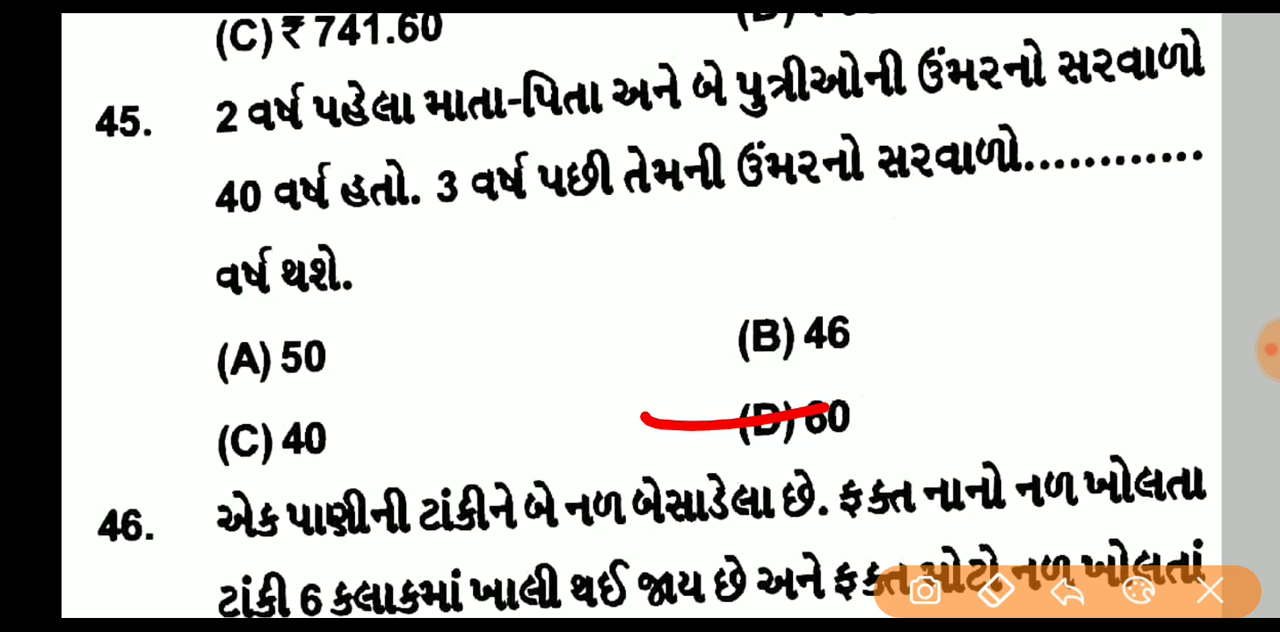 (C) ₹ 741.60
45. 2 વર્ષ પહેલા માતા-પિતા અને બે પુત્રીઓની ઉંમરનો સરવાળો
40 વર્ષ હતો. 3 વર્ષ પછી તેમની ઉંમરનો સરવાળો............
વર્ષ થશે.
(A) 50 (B) 46
(C) 40 (D) 60
46. એક પાણીની ટાંકીને બે નળ બેસાડેલા છે. ફક્ત નાનો નળ ખોલતા
ટાંકી 6 કલાકમાં ખાલી થઈ જાય છે અને ફક્ત મોટો નળ ખોલતાં